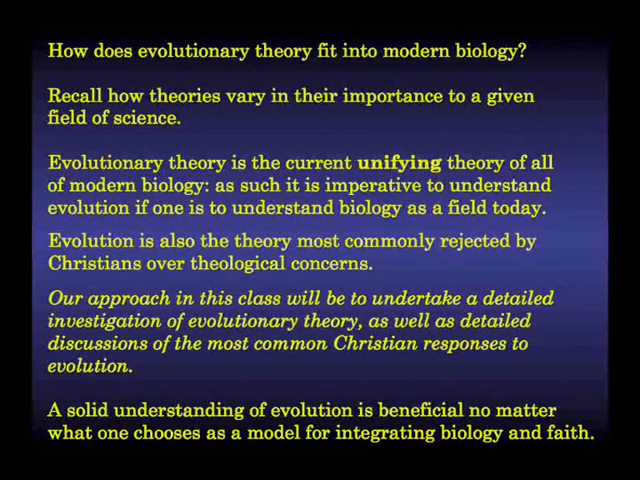 How does evolutionary theory fit into modern biology?
Recall how theories vary in their importance to a given
field of science.
Evolutionary theory is the current unifying theory of all
of modern biology: as such it is imperative to understand
evolution if one is to understand biology as a field today.
Evolution is also the theory most commonly rejected by
Christians over theological concerns.
Our approach in this class will be to undertake a detailed
investigation of evolutionary theory, as well as detailed
discussions of the most common Christian responses to
evolution.
A solid understanding of evolution is beneficial no matter
what one chooses as a model for integrating biology and faith.